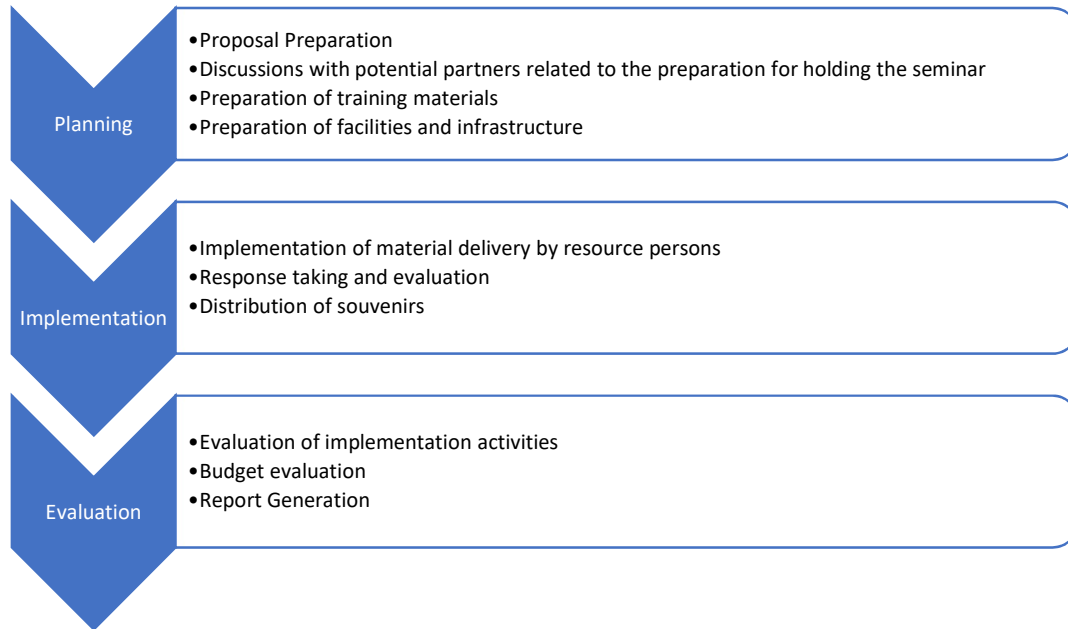 Planning
•Proposal Preparation
•Discussions with potential partners related to the preparation for holding the seminar
•Preparation of training materials
•Preparation of facilities and infrastructure
Implementation
•Implementation of material delivery by resource persons
•Response taking and evaluation
•Distribution of souvenirs
Evaluation
•Evaluation of implementation activities
•Budget evaluation
•Report Generation